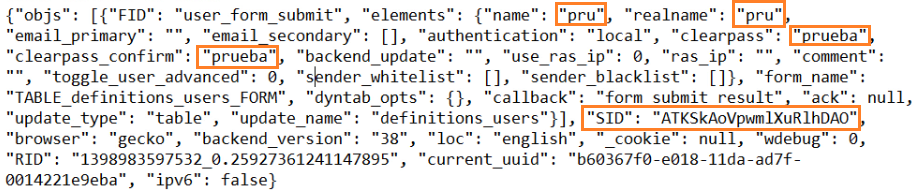 {"objs": [{"FID": "user_form_submit", "elements": {"name": "pru", "realname": "pru",
"email_primary": "", "email_secondary": [], "authentication": "local", "clearpass": "prueba",
"clearpass_confirm": "prueba", "backend_update": "", "use_ras_ip": 0, "ras_ip": "", "comment":
"", "toggle_user_advanced": 0, "sender_whitelist": [], "sender_blacklist": []}, "form_name":
"TABLE_definitions_users_FORM", "dyntab_opts": {}, "callback": "form_submit_result", "ack": null,
"update_type": "table", "update_name": "definitions_users"}], "SID": "ATKSkAoVpwmlXuRlhDAO",
"browser": "gecko", "backend_version": "38", "loc": "english", "_cookie": null, "wdebug": 0,
"RID": "1398983597532_0.25927361241147895", "current_uuid": "b60367f0-e018-11da-ad7f-
0014221e9eba", "ipv6": false}